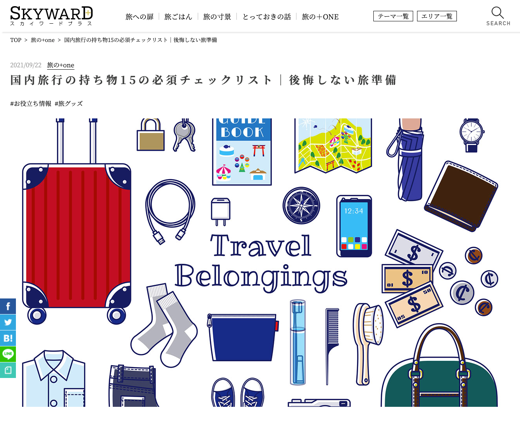 SKYWARD+
スカイワードプラス
旅への扉
旅ごはん
旅の寸景
とっておきの話
旅の+ONE
テーマ一覧
エリア一覧
SEARCH
TOP > 旅の+one > 国内旅行の持ち物15の必須チェックリスト｜後悔しない旅準備
2021/09/22 旅の+one
国内旅行の持ち物15の必須チェックリスト｜後悔しない旅準備
#お役立ち情報 #旅グッズ
GUIDE
BOOK
12:34
Travel
Belongings
B!
LINE